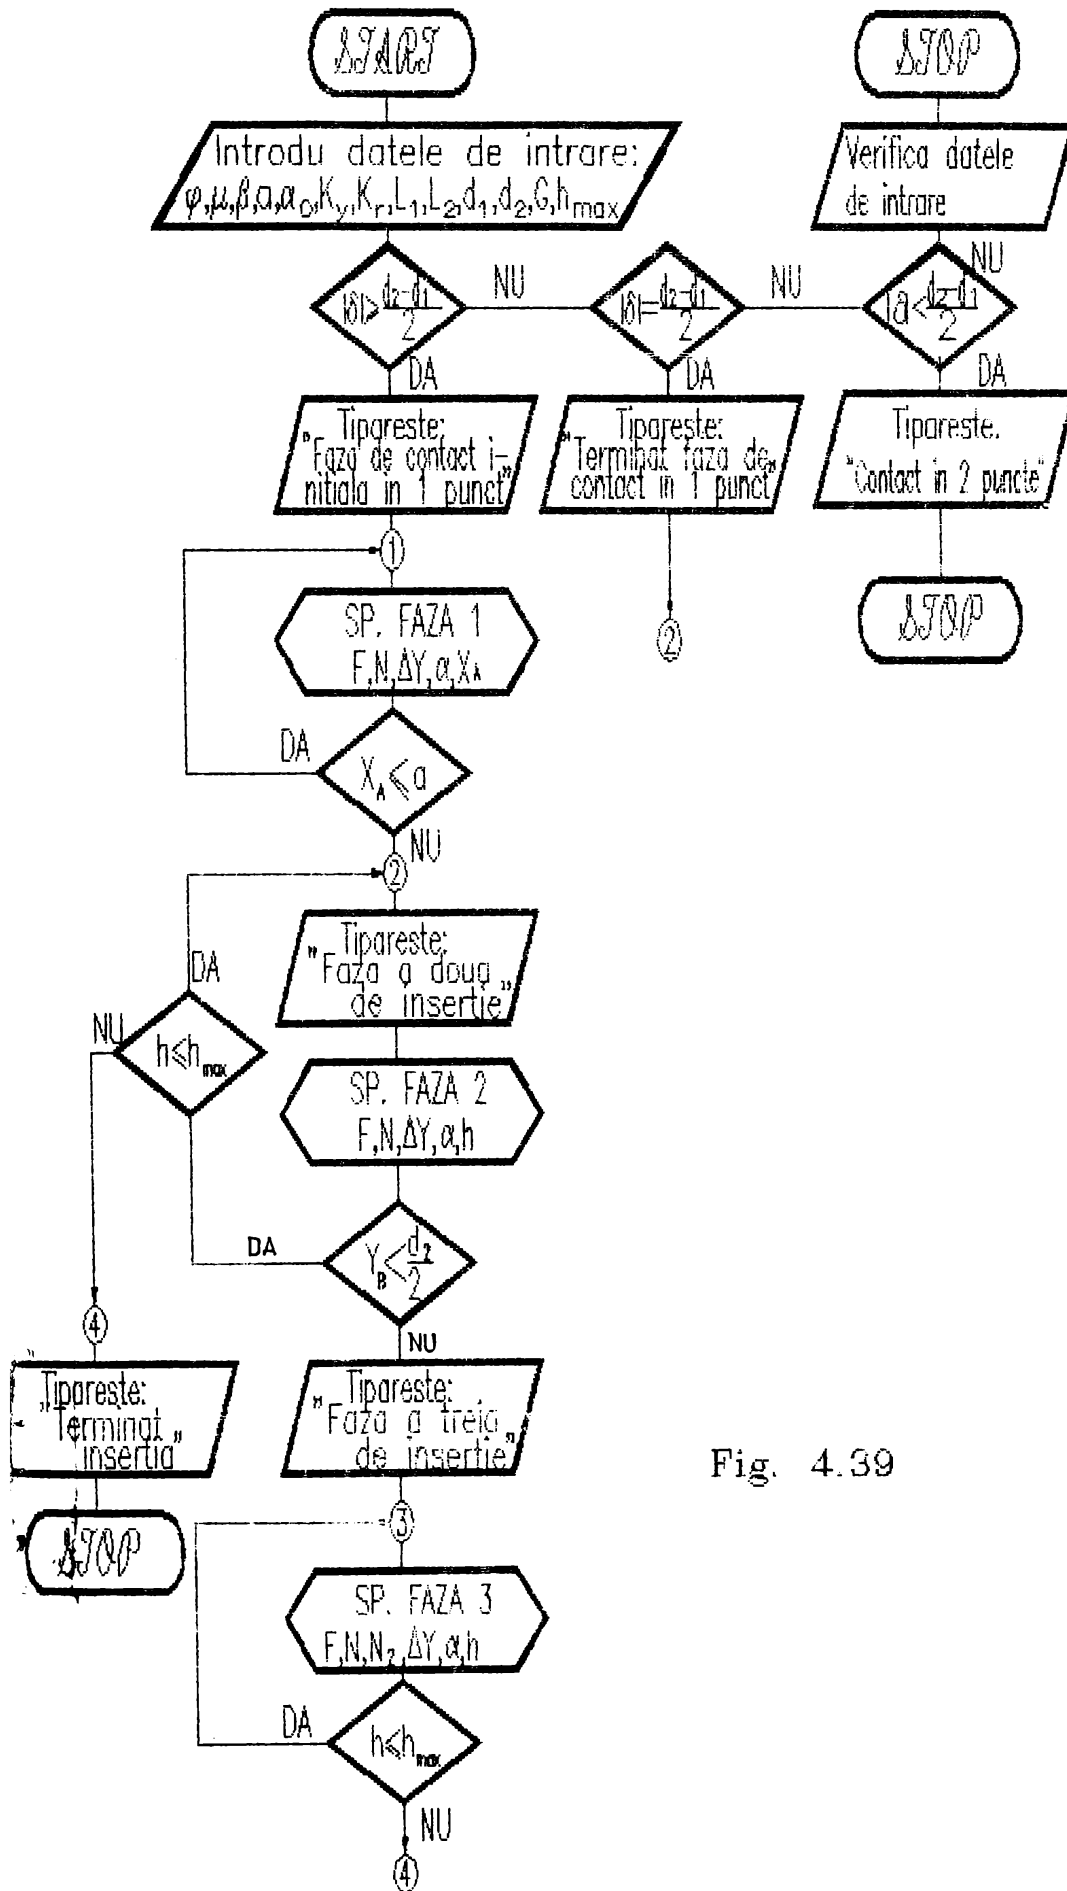 START
Introdu datele de intrare:
φ,μ,β,a,α₀,Kᵧ,Kᵣ,L₁,L₂,d₁,d₂,G,hmax
|δ|> (d₂-d₁)/2
NU
DA
|δ|= (d₂-d₁)/2
NU
DA
|δ|< (d₂-d₁)/2
NU
DA
Verifica datele
de intrare
STOP
Tipareste:
"Faza de contact i-
nitiala in 1 punct"
Tipareste:
"Terminat faza de
contact in 1 punct"
Tipareste.
"Contact in 2 puncte"
STOP
1
2
SP. FAZA 1
F,N,ΔY,α,XA
DA
XA ⩽ a
NU
2
Tipareste:
"Faza a doua
de insertie"
DA
NU
h⩽hmax
SP. FAZA 2
F,N,ΔY,α,h
DA
YB< d₂/2
NU
4
Tipareste:
"Terminat
insertia"
STOP
Tipareste:
"Faza a treia
de insertie"
3
SP. FAZA 3
F,N,N₂,ΔY,α,h
DA
h⩽hmax
NU
4
Fig. 4.39